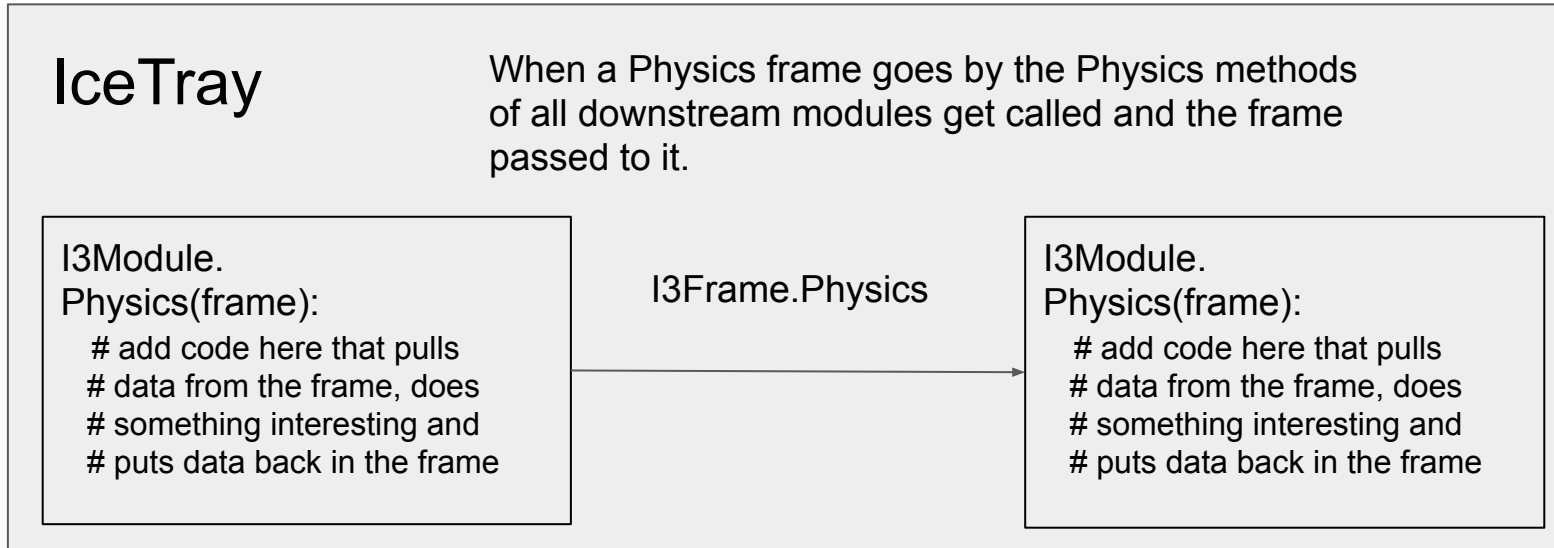 IceTray
When a Physics frame goes by the Physics methods
of all downstream modules get called and the frame
passed to it.
I3Module.
Physics(frame):
# add code here that pulls
# data from the frame, does
# something interesting and
# puts data back in the frame
I3Frame.Physics
I3Module.
Physics(frame):
# add code here that pulls
# data from the frame, does
# something interesting and
# puts data back in the frame